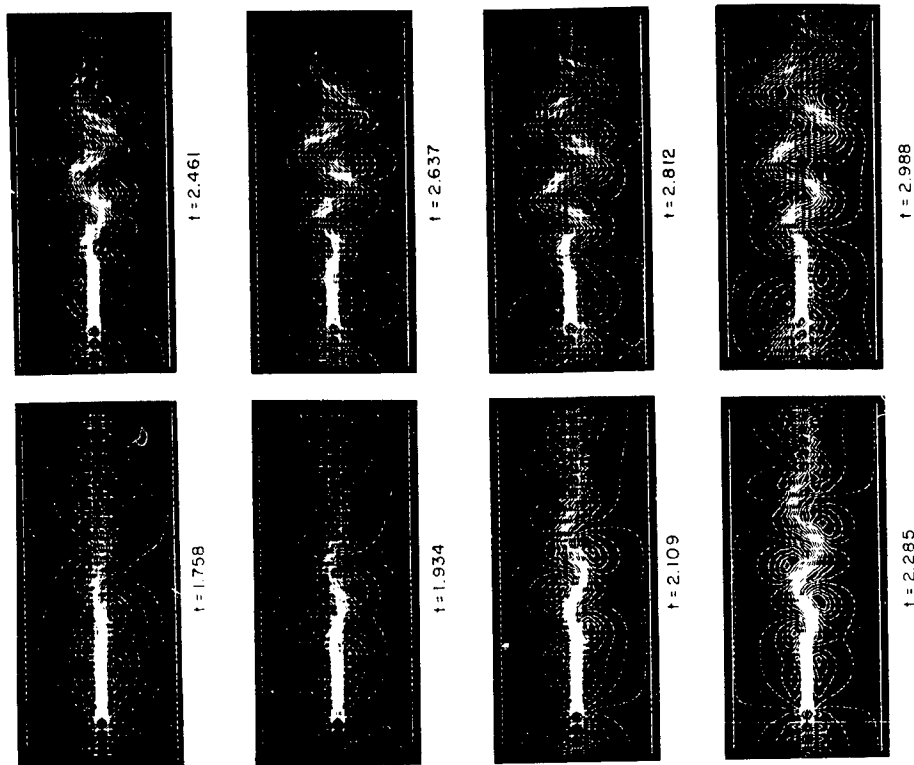 t = 2.461
t = 2.637
t = 2.812
t = 2.988
t = 1.758
t = 1.934
t = 2.109
t = 2.285